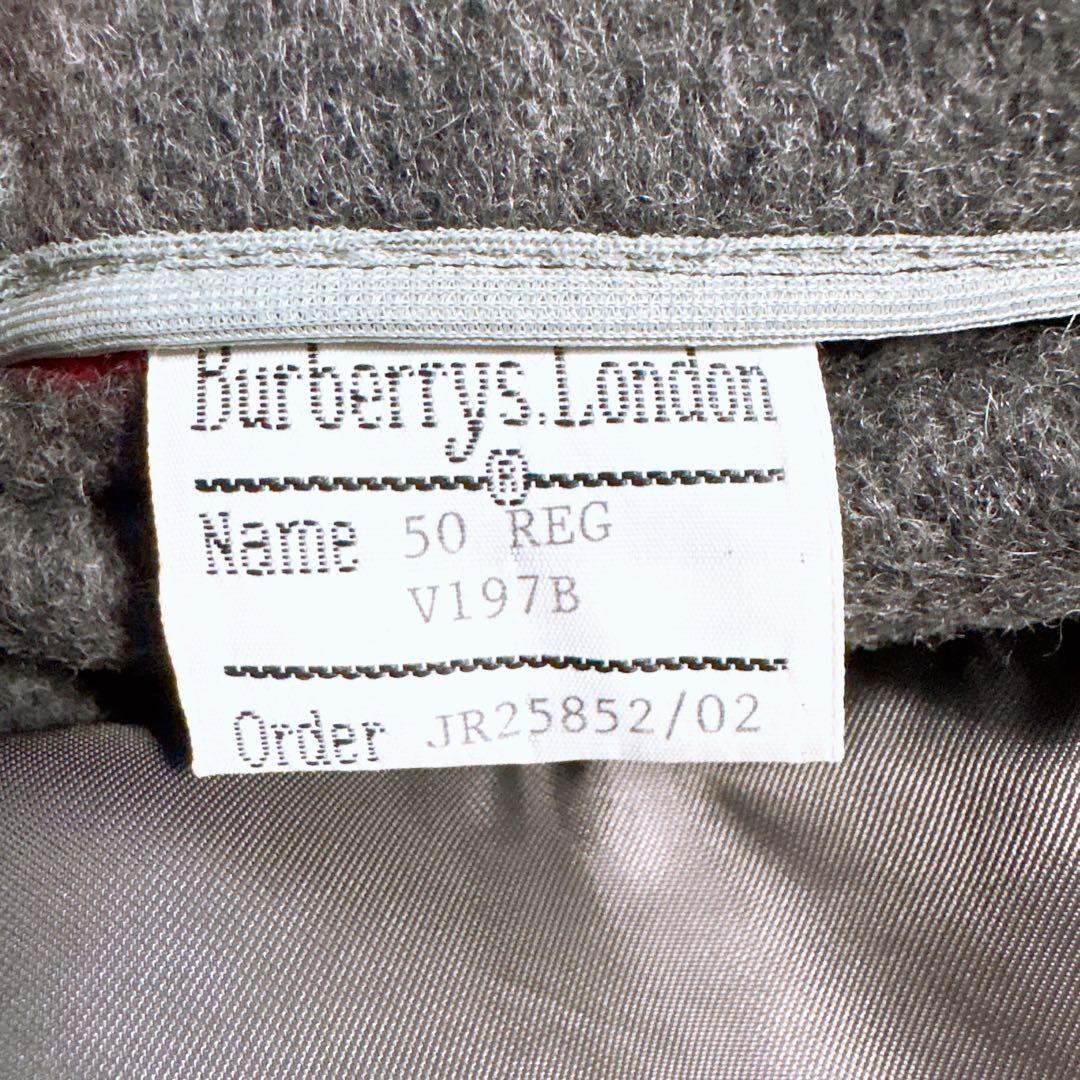 Burberrys.London
®
Name 50 REG
V197B
Order JR25852/02